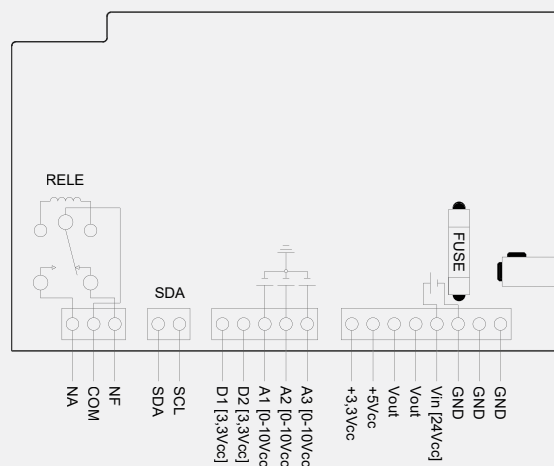 RELE
FUSE
SDA
NA
COM
NF
SDA
SCL
D1 [3,3Vcc]
D2 [3,3Vcc]
A1 [0-10Vcc
A2 [0-10Vcc
A3 [0-10Vcc
+3,3Vcc
+5Vcc
Vout
Vout
Vin [24Vcc]
GND
GND
GND